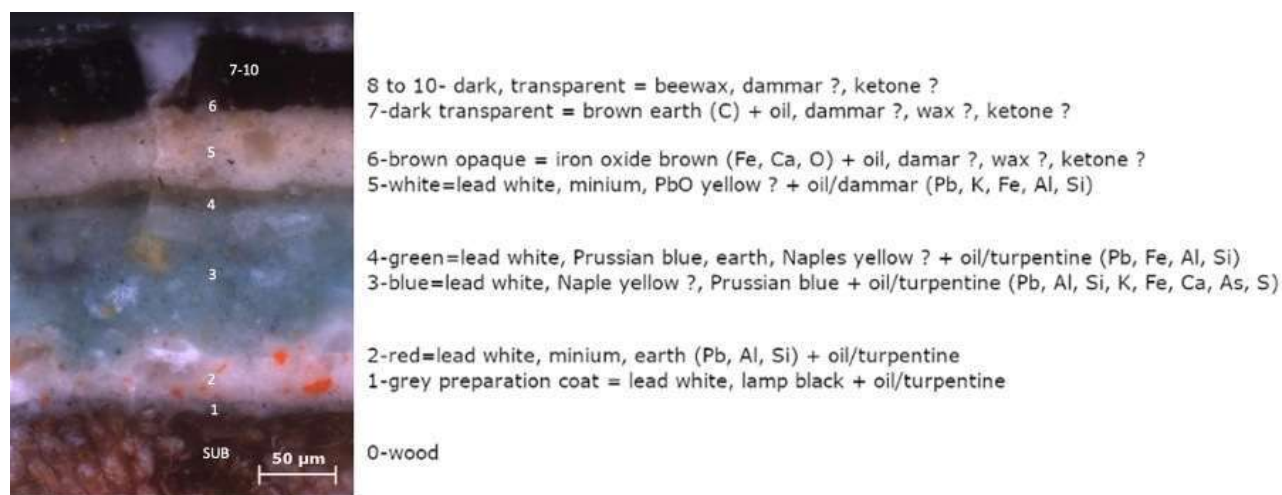 7-10
6
5
4
3
2
1
SUB
50 µm
8 to 10- dark, transparent = beewax, dammar ?, ketone ?
7-dark transparent = brown earth (C) + oil, dammar ?, wax ?, ketone ?
6-brown opaque = iron oxide brown (Fe, Ca, O) + oil, damar ?, wax ?, ketone ?
5-white=lead white, minium, PbO yellow ? + oil/dammar (Pb, K, Fe, Al, Si)
4-green=lead white, Prussian blue, earth, Naples yellow ? + oil/turpentine (Pb, Fe, Al, Si)
3-blue=lead white, Naple yellow ?, Prussian blue + oil/turpentine (Pb, Al, Si, K, Fe, Ca, As, S)
2-red=lead white, minium, earth (Pb, Al, Si) + oil/turpentine
1-grey preparation coat = lead white, lamp black + oil/turpentine
0-wood